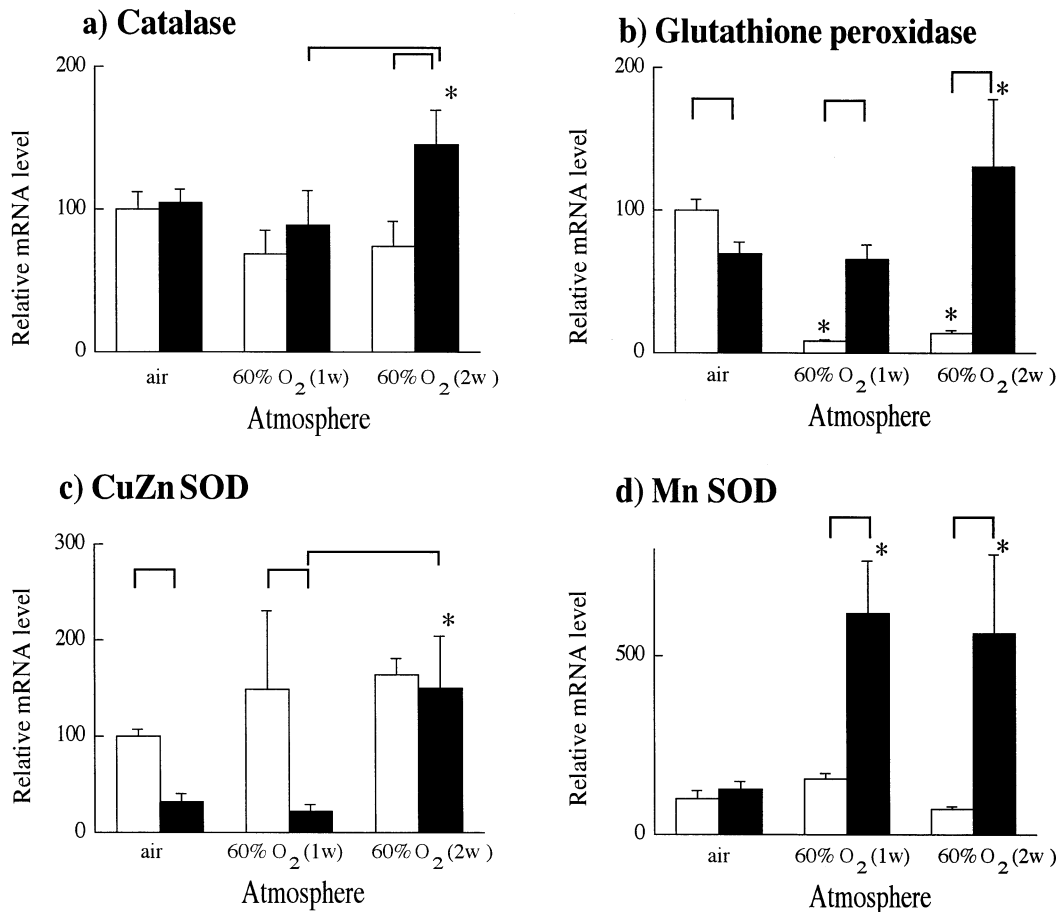 a) Catalase
*
200
100
0
Relative mRNA level
air
60% O2 (1w)
60% O2 (2w )
Atmosphere
b) Glutathione peroxidase
*
*
*
200
100
0
Relative mRNA level
air
60% O2 (1w)
60% O2 (2w )
Atmosphere
c) CuZn SOD
*
300
200
100
0
Relative mRNA level
air
60% O2 (1w)
60% O2 (2w )
Atmosphere
d) Mn SOD
*
*
500
0
Relative mRNA level
air
60% O2 (1w)
60% O2 (2w )
Atmosphere